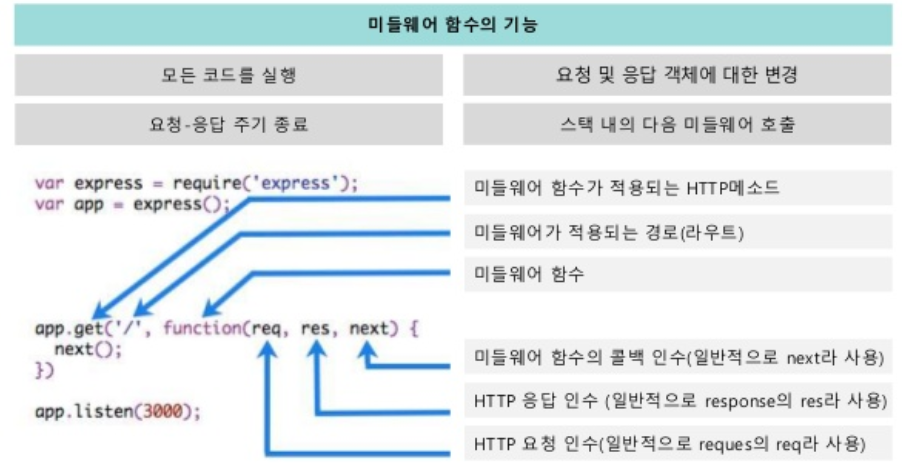 미들웨어 함수의 기능
모든 코드를 실행
요청 및 응답 객체에 대한 변경
요청-응답 주기 종료
스택 내의 다음 미들웨어 호출
var express = require('express');
var app = express();
미들웨어 함수가 적용되는 HTTP메소드
미들웨어가 적용되는 경로(라우트)
미들웨어 함수
app.get('/', function(req, res, next) {
next();
})
app.listen(3000);
미들웨어 함수의 콜백 인수(일반적으로 next라 사용)
HTTP 응답 인수 (일반적으로 response의 res라 사용)
HTTP 요청 인수(일반적으로 reques의 req라 사용)